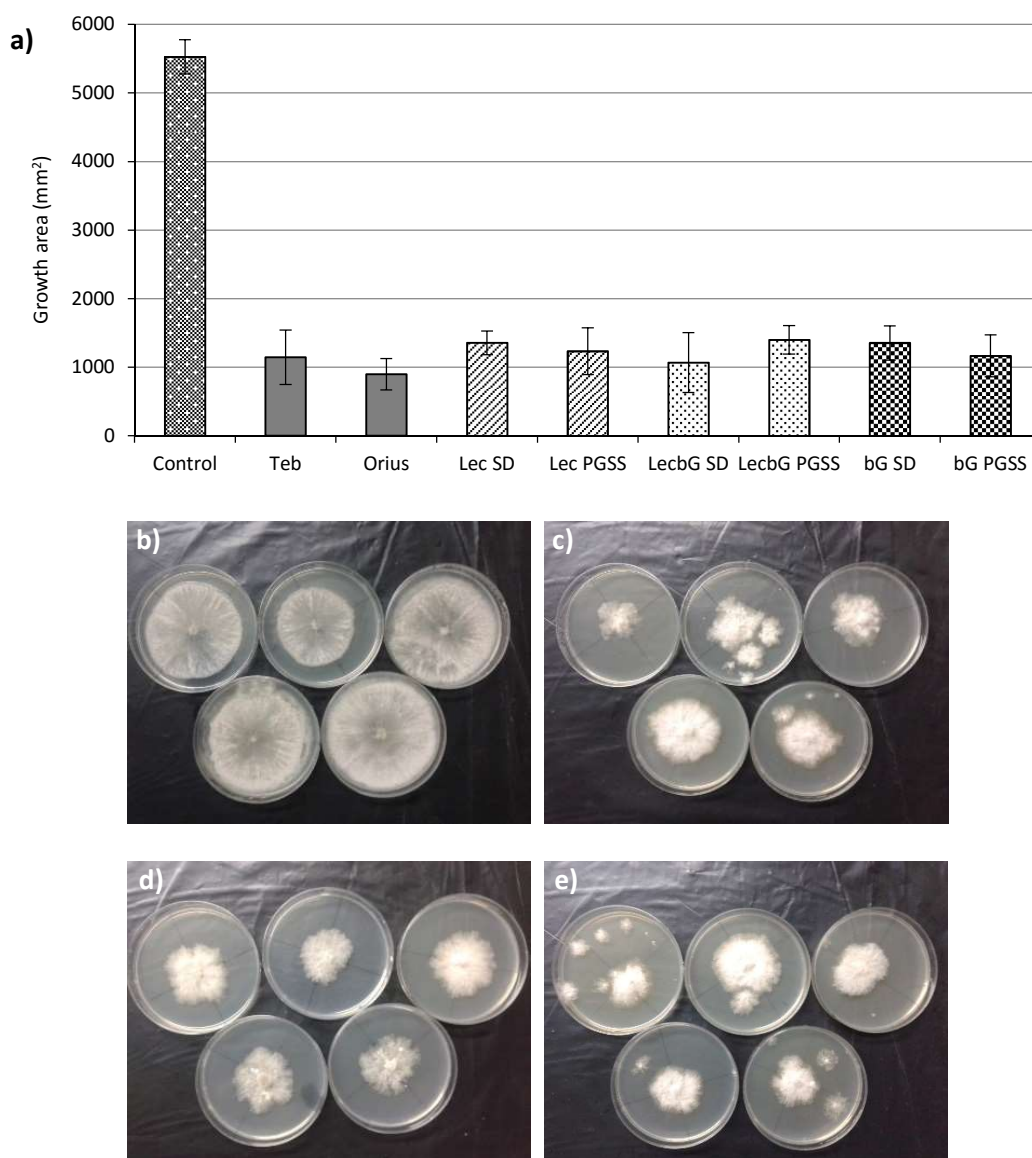 a)
6000
5000
4000
3000
2000
1000
0
Growth area (mm²)
Control Teb Orius Lec SD Lec PGSS LecbG SD LecbG PGSS bG SD bG PGSS
b)
c)
d)
e)